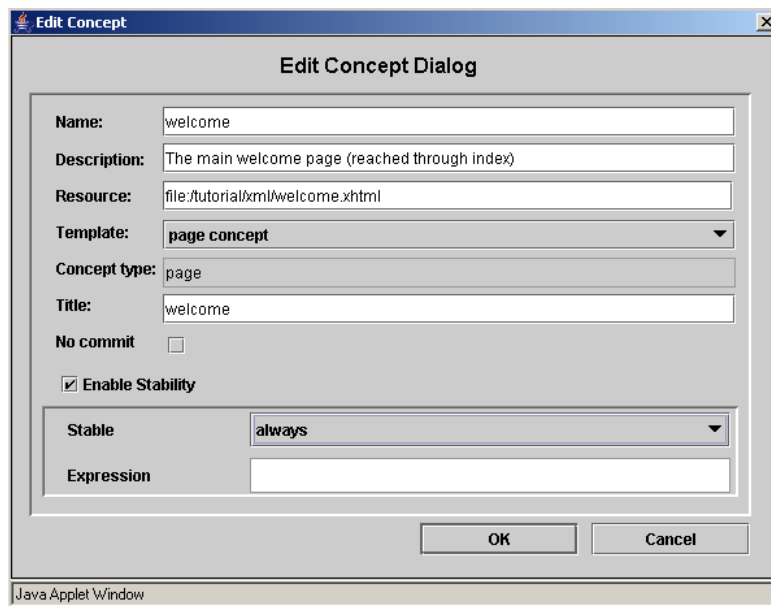 Edit Concept
Edit Concept Dialog
Name: welcome
Description: The main welcome page (reached through index)
Resource: file:/tutorial/xml/welcome.xhtml
Template: page concept
Concept type: page
Title: welcome
No commit
Enable Stability
Stable always
Expression
OK Cancel
Java Applet Window